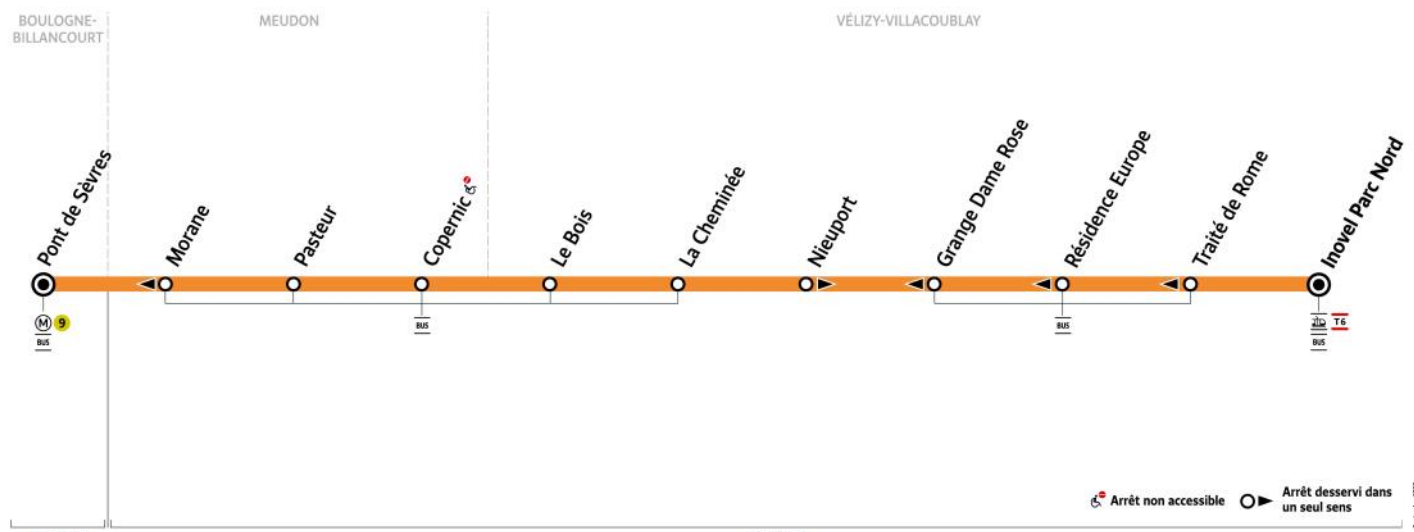 BOULOGNE-
BILLANCOURT
MEUDON
VÉLIZY-VILLACOUBLAY
Pont de Sèvres
Morane
Pasteur
Copernic
Le Bois
La Cheminée
Nieuport
Grange Dame Rose
Résidence Europe
Traité de Rome
Inovel Parc Nord
M 9
BUS
BUS
BUS
T6
BUS
Arrêt non accessible
Arrêt desservi dans
un seul sens